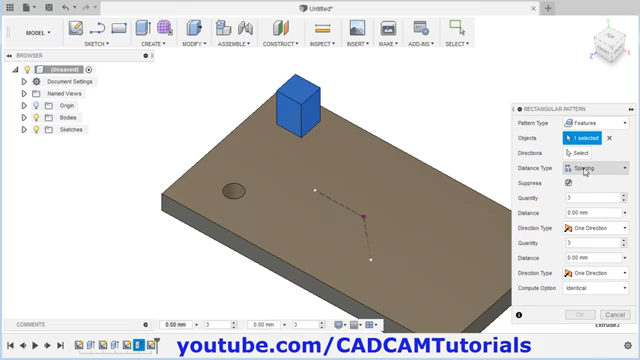 Untitled*
MODEL
SKETCH
CREATE
MODIFY
ASSEMBLE
CONSTRUCT
INSPECT
INSERT
MAKE
ADD-INS
SELECT
BROWSER
(Unsaved)
Document Settings
Named Views
Origin
Bodies
Sketches
RECTANGULAR PATTERN
Pattern Type
Features
Objects
1 selected
Directions
Select
Distance Type
Spacing
Suppress
Quantity
3
Distance
0.00 mm
Direction Type
One Direction
Quantity
3
Distance
0.00 mm
Direction Type
One Direction
Compute Option
Identical
OK
Cancel
COMMENTS
0.00 mm
3
0.00 mm
3
Extrude3
youtube.com/CADCAMTutorials